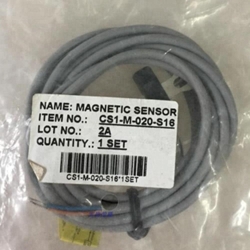 NAME: MAGNETIC SENSOR
ITEM NO.: CS1-M-020-S16
LOT NO.: 2A
QUANTITY.: 1 SET
CS1-M-020-S16*1SET